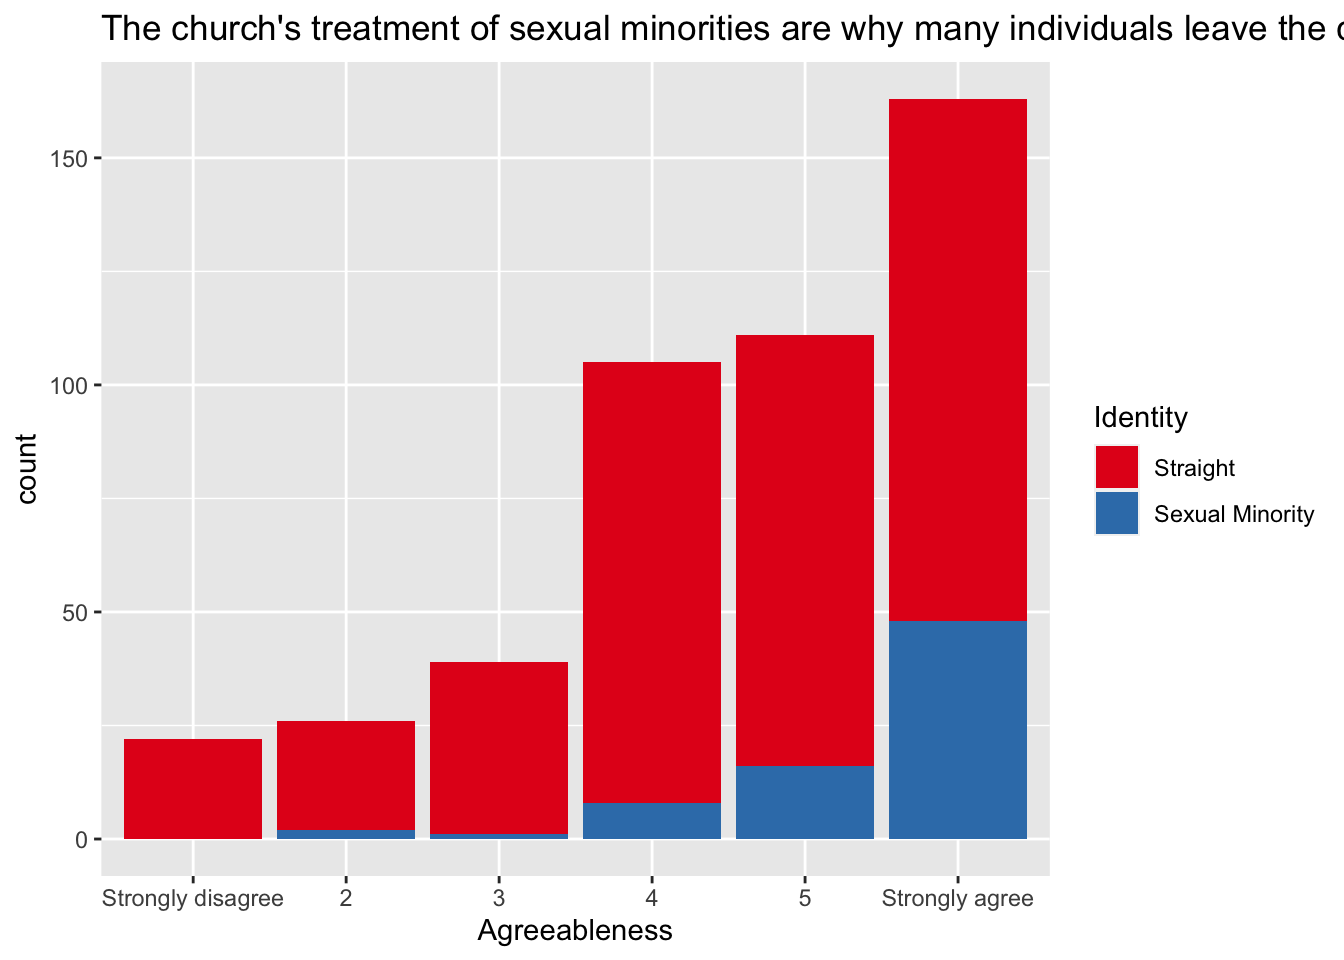 The church's treatment of sexual minorities are why many individuals leave the
150
100
50
0
count
Strongly disagree
2
3
4
5
Strongly agree
Agreeableness
Identity
Straight
Sexual Minority